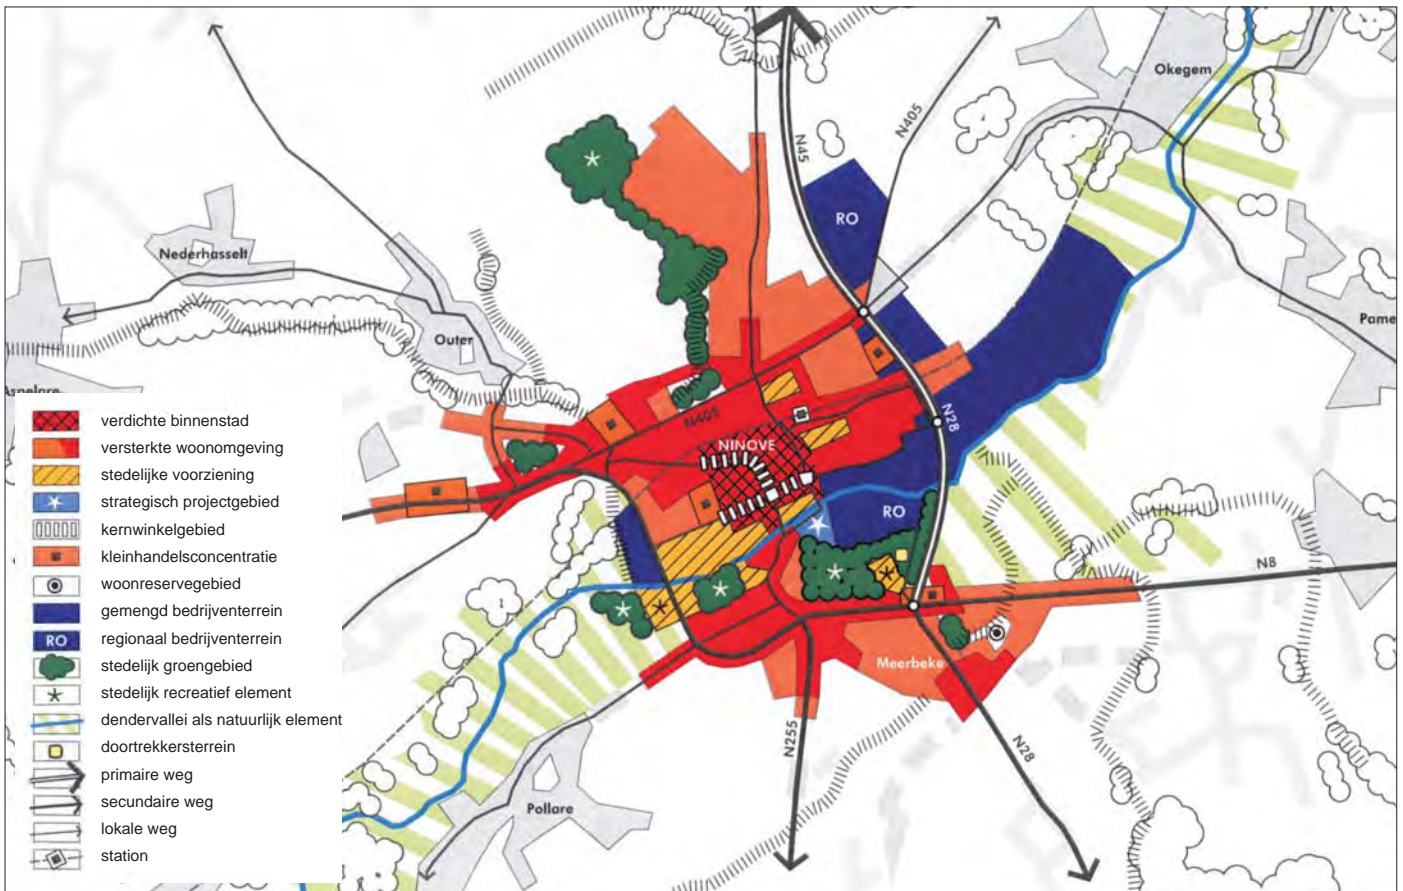 Okegem
N405
N45
RO
Nederhasselt
Outer
Pame
Aspelare
N405
NINOVE
N28
RO
N8
Meerbeke
N255
N28
Pollare
verdichte binnenstad
versterkte woonomgeving
stedelijke voorziening
strategisch projectgebied
kernwinkelgebied
kleinhandelsconcentratie
woonreservegebied
gemengd bedrijventerrein
RO regionaal bedrijventerrein
stedelijk groengebied
stedelijk recreatief element
dendervallei als natuurlijk element
doortrekkersterrein
primaire weg
secundaire weg
lokale weg
station